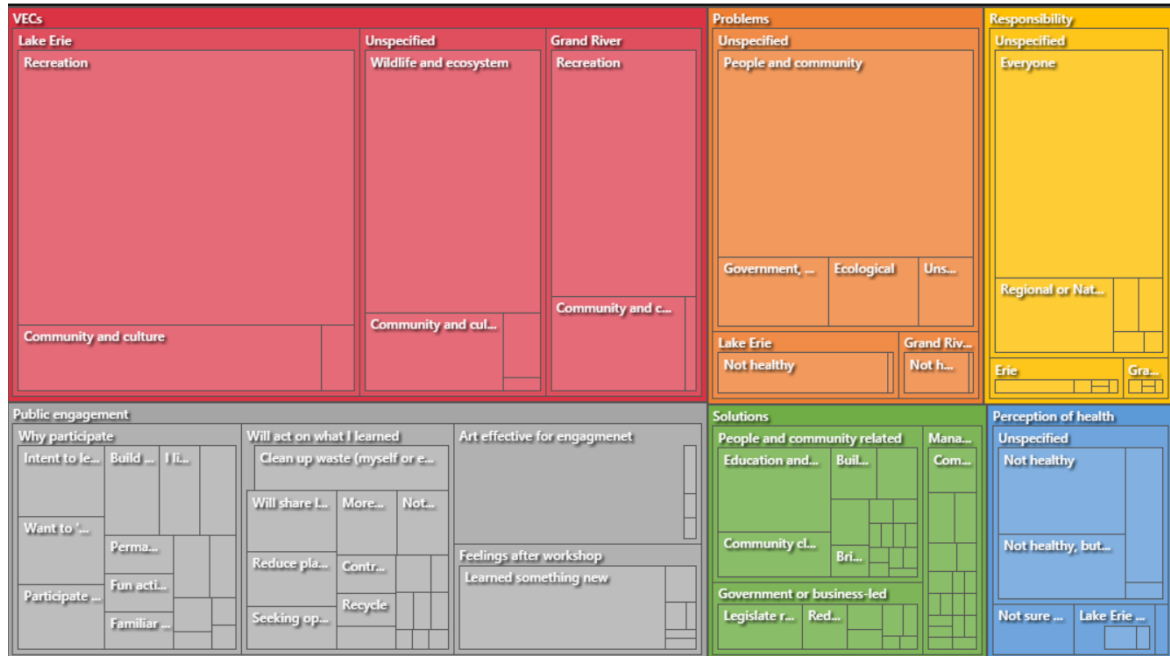 VECs
Lake Erie
Recreation
Community and culture
Unspecified
Wildlife and ecosystem
Community and cul...
Grand River
Recreation
Community and c...
Problems
Unspecified
People and community
Government, ...
Ecological
Uns...
Lake Erie
Not healthy
Grand Riv...
Not h...
Responsibility
Unspecified
Everyone
Regional or Nat...
Erie
Gra...
Public engagement
Why participate
Intent to le...
Want to '...
Participate ...
Build ...
I li...
Perma...
Fun acti...
Familiar ...
Will act on what I learned
Clean up waste (myself or e...
Will share l...
Reduce pla...
Seeking op...
More...
Not...
Contr...
Recycle
Art effective for engagmenet
Feelings after workshop
Learned something new
Solutions
People and community related
Education and...
Community cl...
Buil...
Bri...
Government or business-led
Legislate r...
Red...
Mana...
Com...
Perception of health
Unspecified
Not healthy
Not healthy, but...
Not sure ...
Lake Erie ...